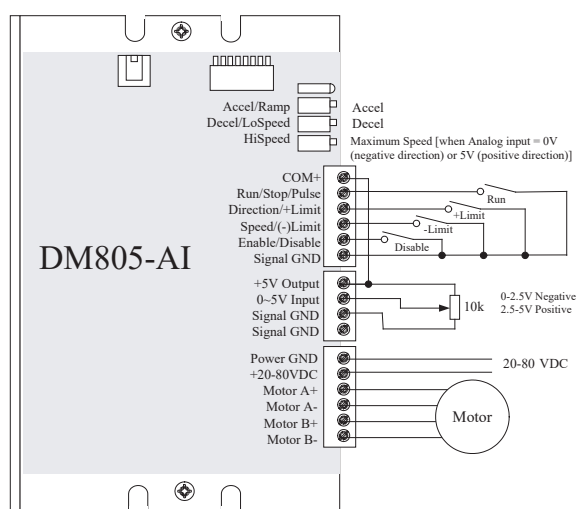 Accel/Ramp
Accel
Decel/LoSpeed
Decel
HiSpeed
Maximum Speed [when Analog input = 0V
(negative direction) or 5V (positive direction)]
COM+
Run/Stop/Pulse
Run
Direction/+Limit
+Limit
Speed/(-)Limit
-Limit
Enable/Disable
Disable
Signal GND
DM805-AI
+5V Output
0~5V Input
10k
0-2.5V Negative
2.5-5V Positive
Signal GND
Signal GND
Power GND
20-80 VDC
+20-80VDC
Motor A+
Motor A-
Motor B+
Motor B-
Motor